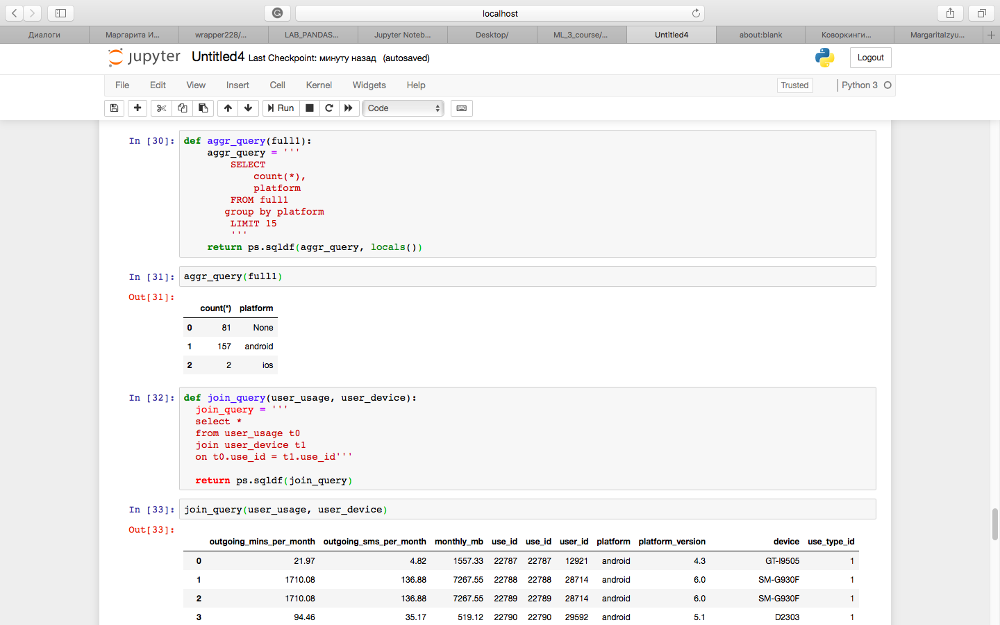 localhost
Диалоги
Маргарита И...
wrapper228/...
LAB_PANDAS...
Jupyter Noteb...
Desktop/
ML_3_course/...
Untitled4
about:blank
Коворкинги...
MargaritaIzyu...
jupyter Untitled4 Last Checkpoint: минуту назад (autosaved)
Logout
File Edit View Insert Cell Kernel Widgets Help
Trusted
Python 3
Run
Code
In [30]:
def aggr_query(full1):
    aggr_query = '''
        SELECT
            count(*),
            platform
        FROM full1
       group by platform
        LIMIT 15
        '''
    return ps.sqldf(aggr_query, locals())
In [31]:
aggr_query(full1)
Out[31]:
count(*) platform
0 81 None
1 157 android
2 2 ios
In [32]:
def join_query(user_usage, user_device):
  join_query = '''
  select *
  from user_usage t0
  join user_device t1
  on t0.use_id = t1.use_id'''
  return ps.sqldf(join_query)
In [33]:
join_query(user_usage, user_device)
Out[33]:
outgoing_mins_per_month outgoing_sms_per_month monthly_mb use_id use_id user_id platform platform_version device use_type_id
0 21.97 4.82 1557.33 22787 22787 12921 android 4.3 GT-I9505 1
1 1710.08 136.88 7267.55 22788 22788 28714 android 6.0 SM-G930F 1
2 1710.08 136.88 7267.55 22789 22789 28714 android 6.0 SM-G930F 1
3 94.46 35.17 519.12 22790 22790 29592 android 5.1 D2303 1